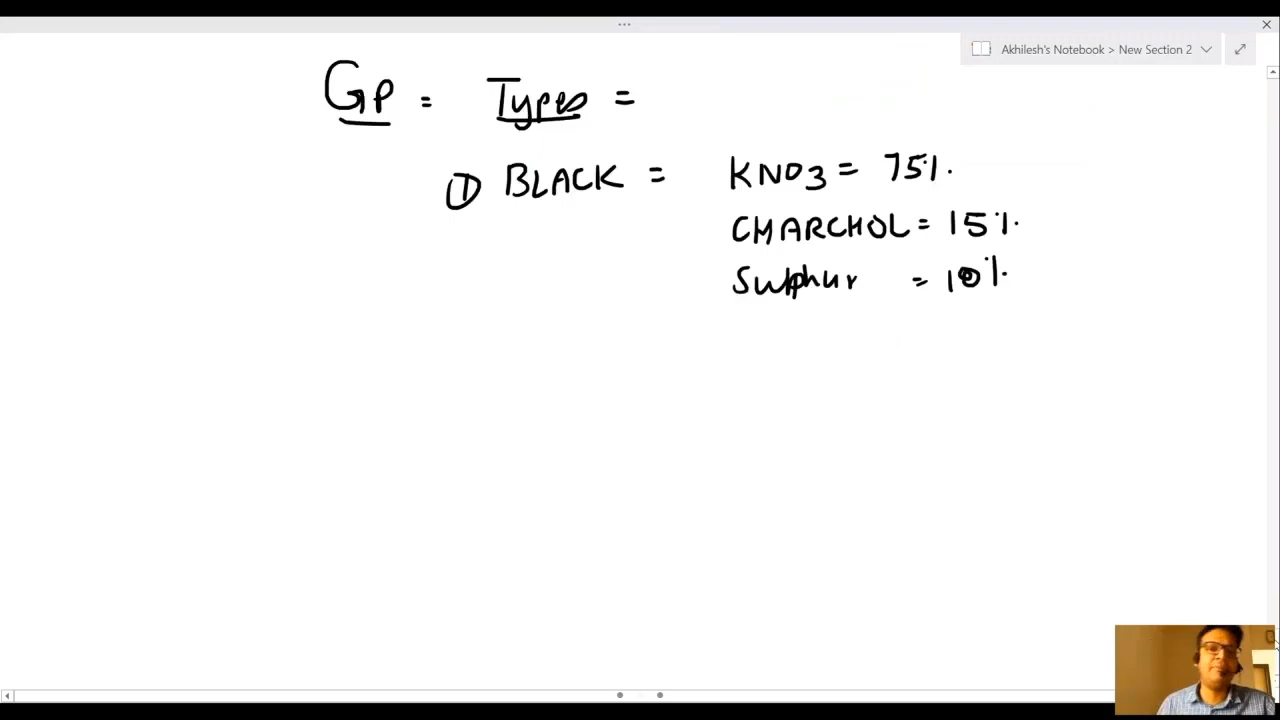 Akhilesh's Notebook > New Section 2
GP = Types =
① BLACK = KNO3 = 75%.
CHARCHOL = 15%.
Sulphur = 10%.